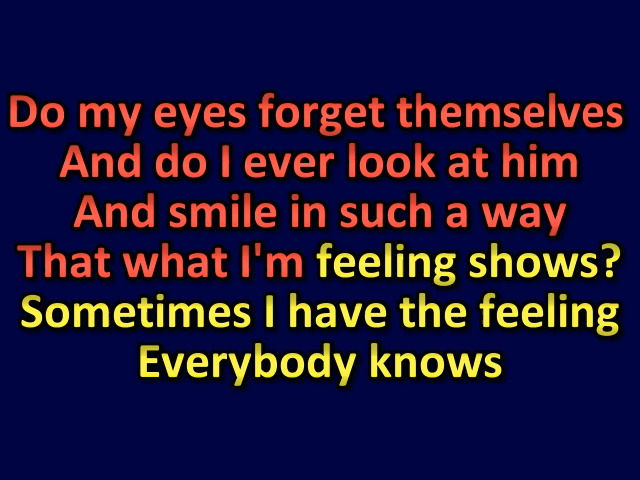 Do my eyes forget themselves
And do I ever look at him
And smile in such a way
That what I'm feeling shows?
Sometimes I have the feeling
Everybody knows